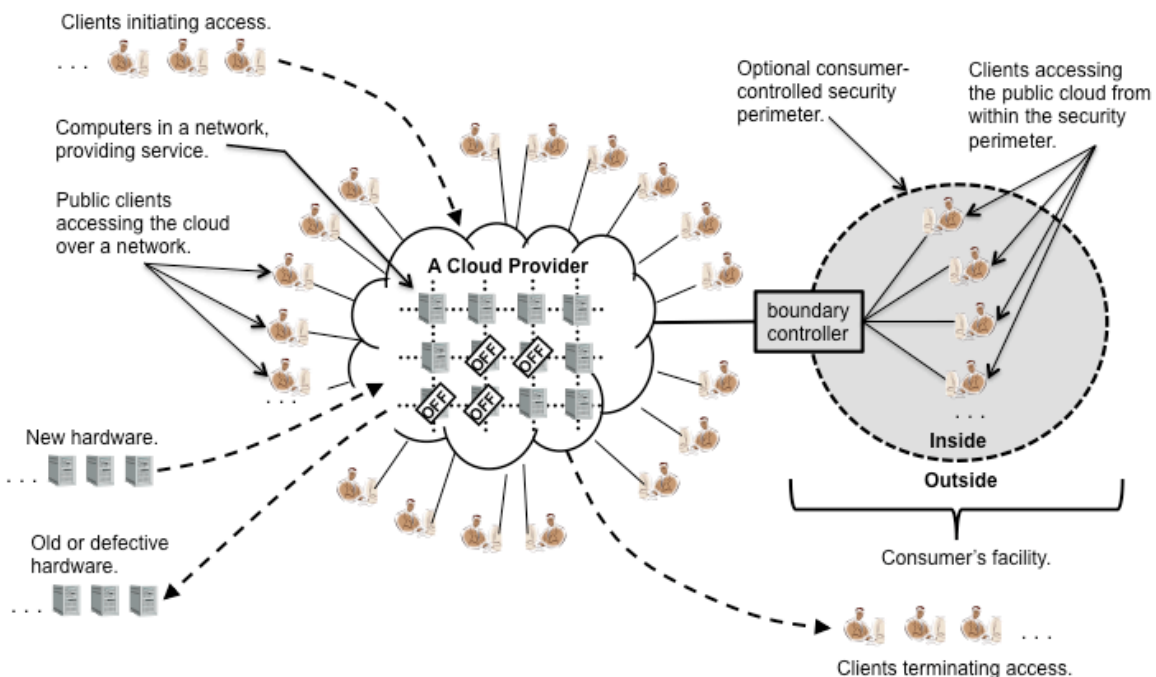 Clients initiating access.
. . .
Computers in a network,
providing service.
Public clients
accessing the cloud
over a network.
. . .
New hardware.
. . .
Old or defective
hardware.
. . .
A Cloud Provider
OFF
OFF
OFF
OFF
Optional consumer-
controlled security
perimeter.
Clients accessing
the public cloud from
within the security
perimeter.
boundary
controller
. . .
Inside
Outside
Consumer’s facility.
. . .
Clients terminating access.